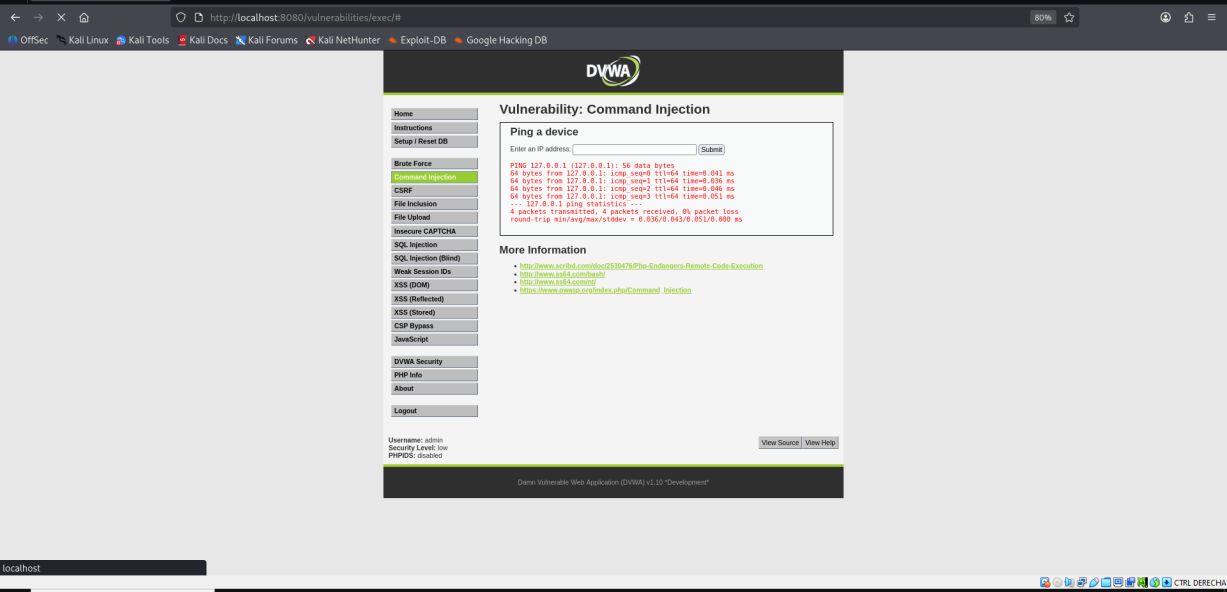 http://localhost:8080/vulnerabilities/exec/#
80%
OffSec Kali Linux Kali Tools Kali Docs Kali Forums Kali NetHunter Exploit-DB Google Hacking DB
DVWA
Home
Instructions
Setup / Reset DB
Brute Force
Command Injection
CSRF
File Inclusion
File Upload
Insecure CAPTCHA
SQL Injection
SQL Injection (Blind)
Weak Session IDs
XSS (DOM)
XSS (Reflected)
XSS (Stored)
CSP Bypass
JavaScript
DVWA Security
PHP Info
About
Logout
Vulnerability: Command Injection
Ping a device
Enter an IP address: Submit
PING 127.0.0.1 (127.0.0.1): 56 data bytes
64 bytes from 127.0.0.1: icmp_seq=0 ttl=64 time=0.041 ms
64 bytes from 127.0.0.1: icmp_seq=1 ttl=64 time=0.036 ms
64 bytes from 127.0.0.1: icmp_seq=2 ttl=64 time=0.046 ms
64 bytes from 127.0.0.1: icmp_seq=3 ttl=64 time=0.051 ms
--- 127.0.0.1 ping statistics ---
4 packets transmitted, 4 packets received, 0% packet loss
round-trip min/avg/max/stddev = 0.036/0.043/0.051/0.000 ms
More Information
http://www.scribd.com/doc/2530476/Php-Endangers-Remote-Code-Execution
http://www.ss64.com/bash/
http://www.ss64.com/nt/
https://www.owasp.org/index.php/Command_Injection
Username: admin
Security Level: low
PHPIDS: disabled
View Source View Help
Damn Vulnerable Web Application (DVWA) v1.10 *Development*
localhost
CTRL DERECHA